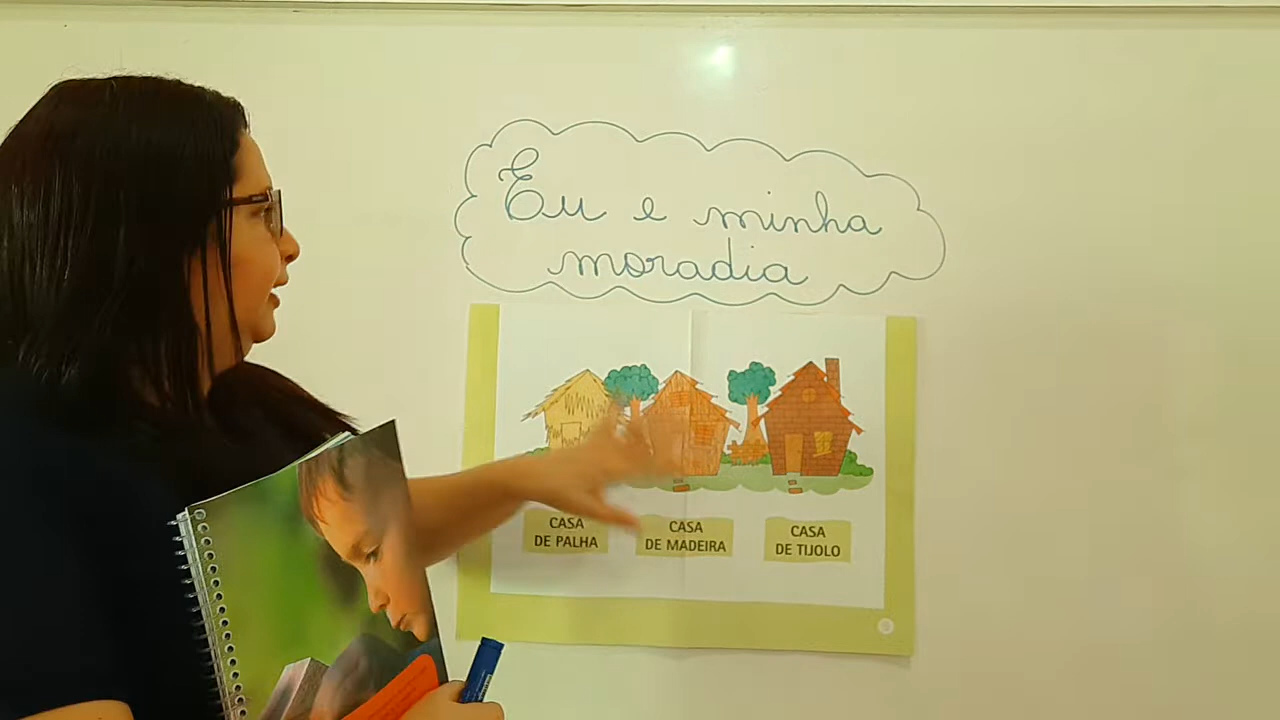 Eu e minha
moradia
CASA
DE PALHA
CASA
DE MADEIRA
CASA
DE TIJOLO